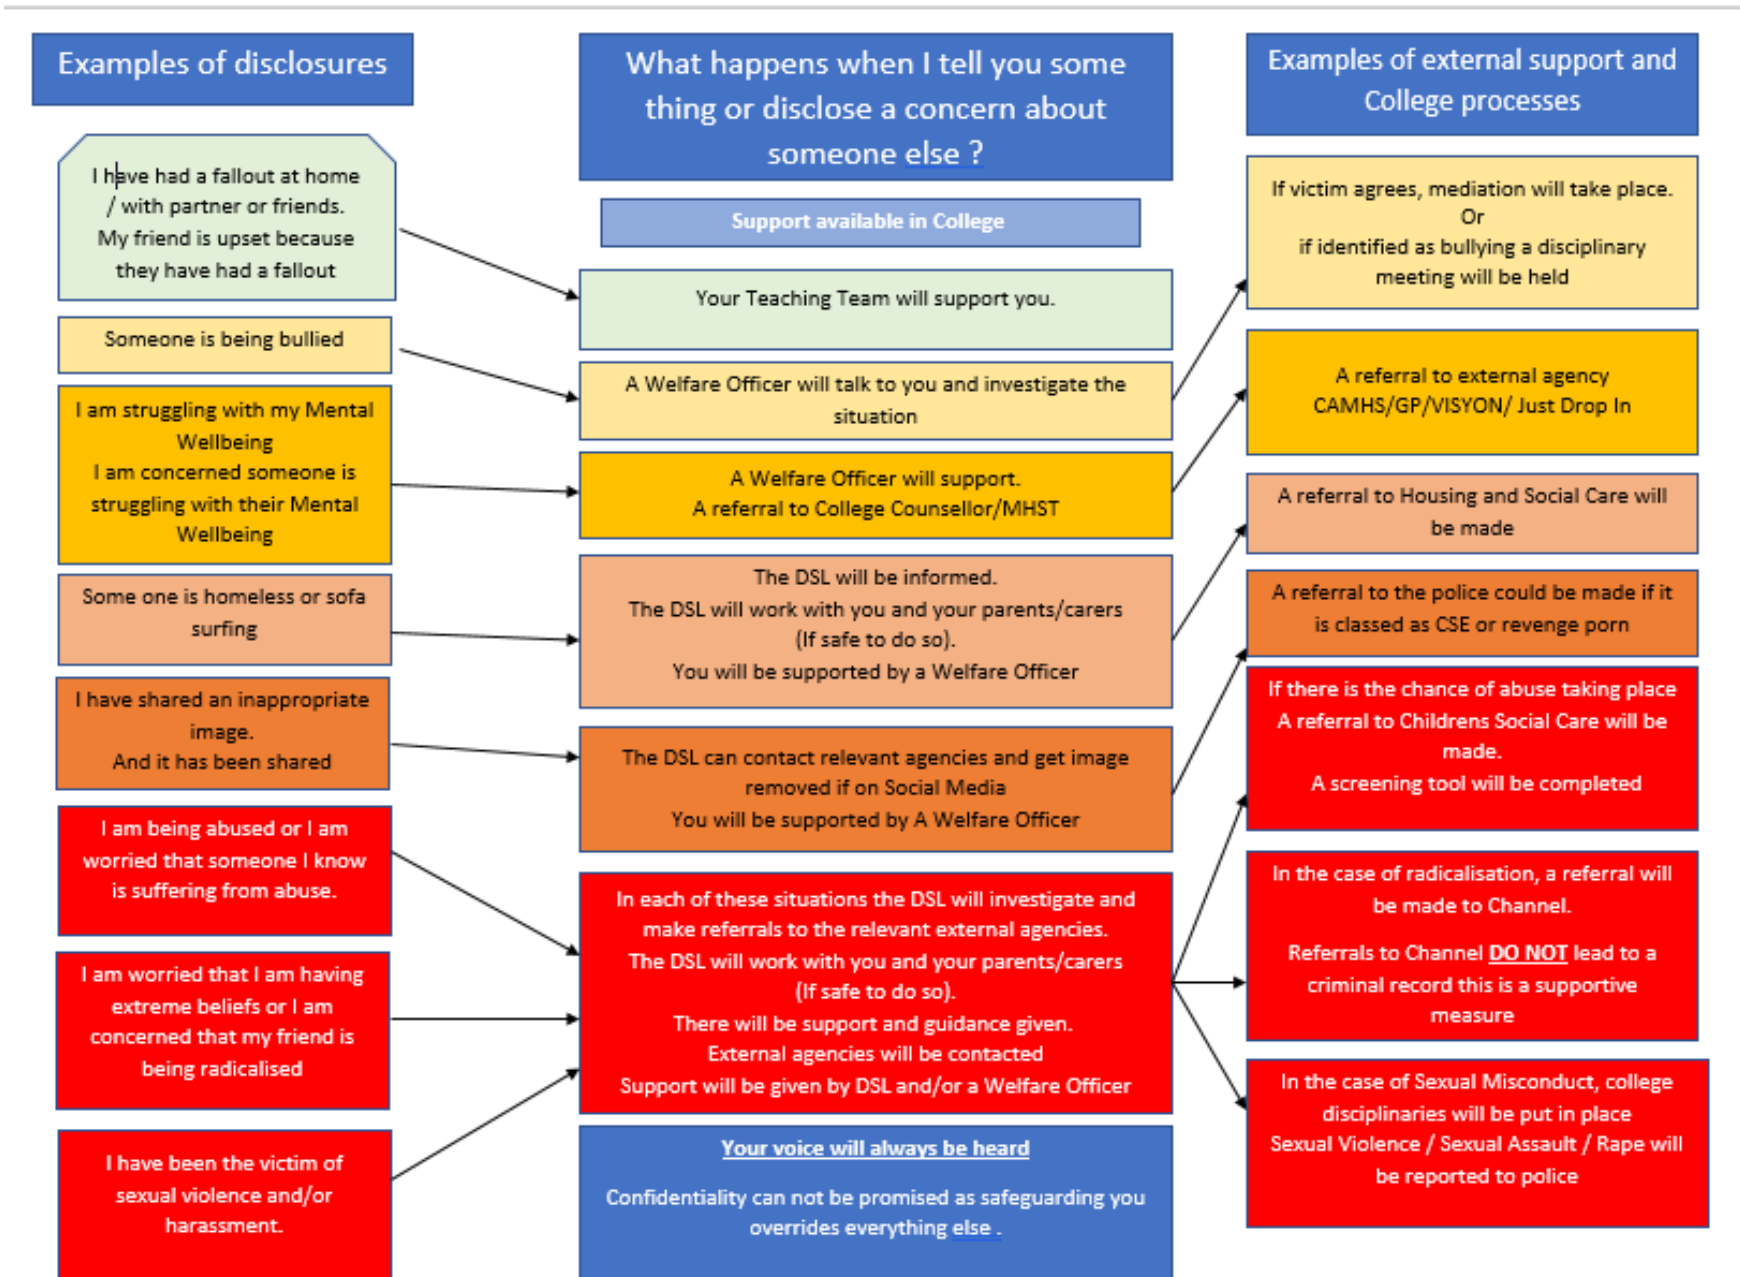 Examples of disclosures
I have had a fallout at home
/ with partner or friends.
My friend is upset because
they have had a fallout
Someone is being bullied
I am struggling with my Mental
Wellbeing
I am concerned someone is
struggling with their Mental
Wellbeing
Some one is homeless or sofa
surfing
I have shared an inappropriate
image.
And it has been shared
I am being abused or I am
worried that someone I know
is suffering from abuse.
I am worried that I am having
extreme beliefs or I am
concerned that my friend is
being radicalised
I have been the victim of
sexual violence and/or
harassment.
What happens when I tell you some
thing or disclose a concern about
someone else ?
Support available in College
Your Teaching Team will support you.
A Welfare Officer will talk to you and investigate the
situation
A Welfare Officer will support.
A referral to College Counsellor/MHST
The DSL will be informed.
The DSL will work with you and your parents/carers
(If safe to do so).
You will be supported by a Welfare Officer
The DSL can contact relevant agencies and get image
removed if on Social Media
You will be supported by A Welfare Officer
In each of these situations the DSL will investigate and
make referrals to the relevant external agencies.
The DSL will work with you and your parents/carers
(If safe to do so).
There will be support and guidance given.
External agencies will be contacted
Support will be given by DSL and/or a Welfare Officer
Your voice will always be heard
Confidentiality can not be promised as safeguarding you
overrides everything else .
Examples of external support and
College processes
If victim agrees, mediation will take place.
Or
if identified as bullying a disciplinary
meeting will be held
A referral to external agency
CAMHS/GP/VISYON/ Just Drop In
A referral to Housing and Social Care will
be made
A referral to the police could be made if it
is classed as CSE or revenge porn
If there is the chance of abuse taking place
A referral to Childrens Social Care will be
made.
A screening tool will be completed
In the case of radicalisation, a referral will
be made to Channel.
Referrals to Channel DO NOT lead to a
criminal record this is a supportive
measure
In the case of Sexual Misconduct, college
disciplinaries will be put in place
Sexual Violence / Sexual Assault / Rape will
be reported to police